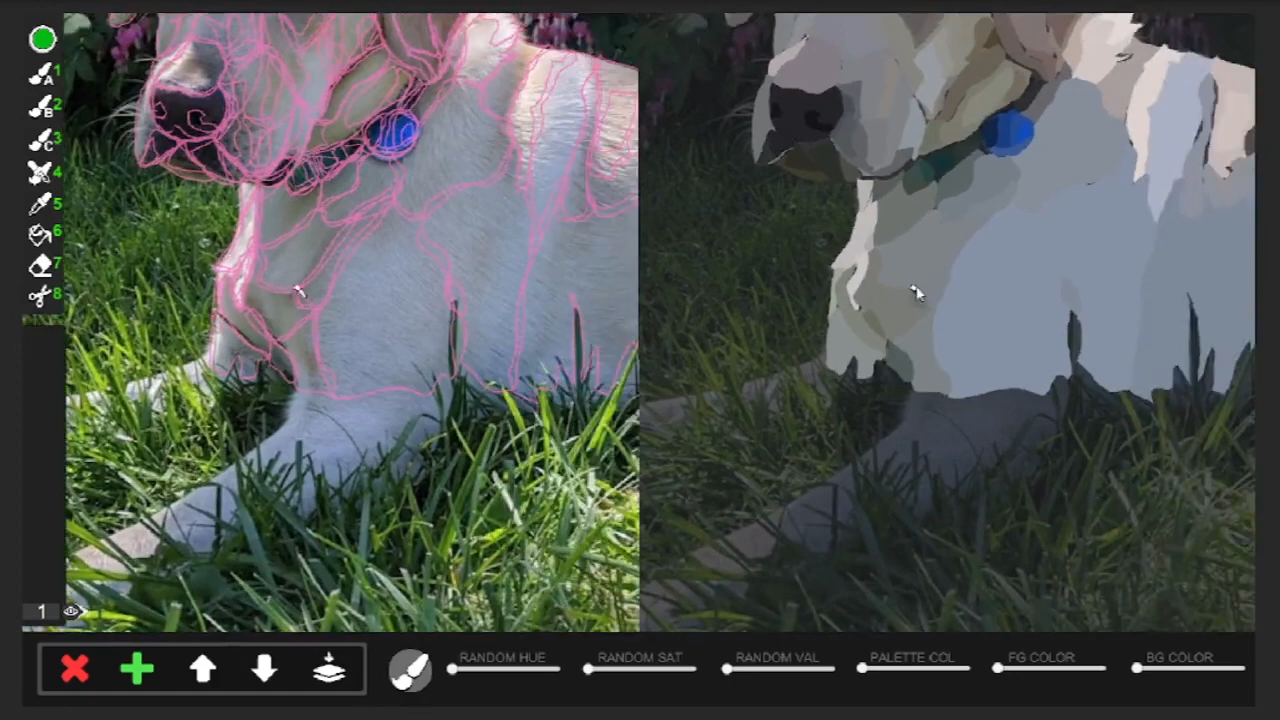 A 1
B 2
C 3
4
5
6
7
8
1
RANDOM HUE
RANDOM SAT
RANDOM VAL
PALETTE COL
FG COLOR
BG COLOR